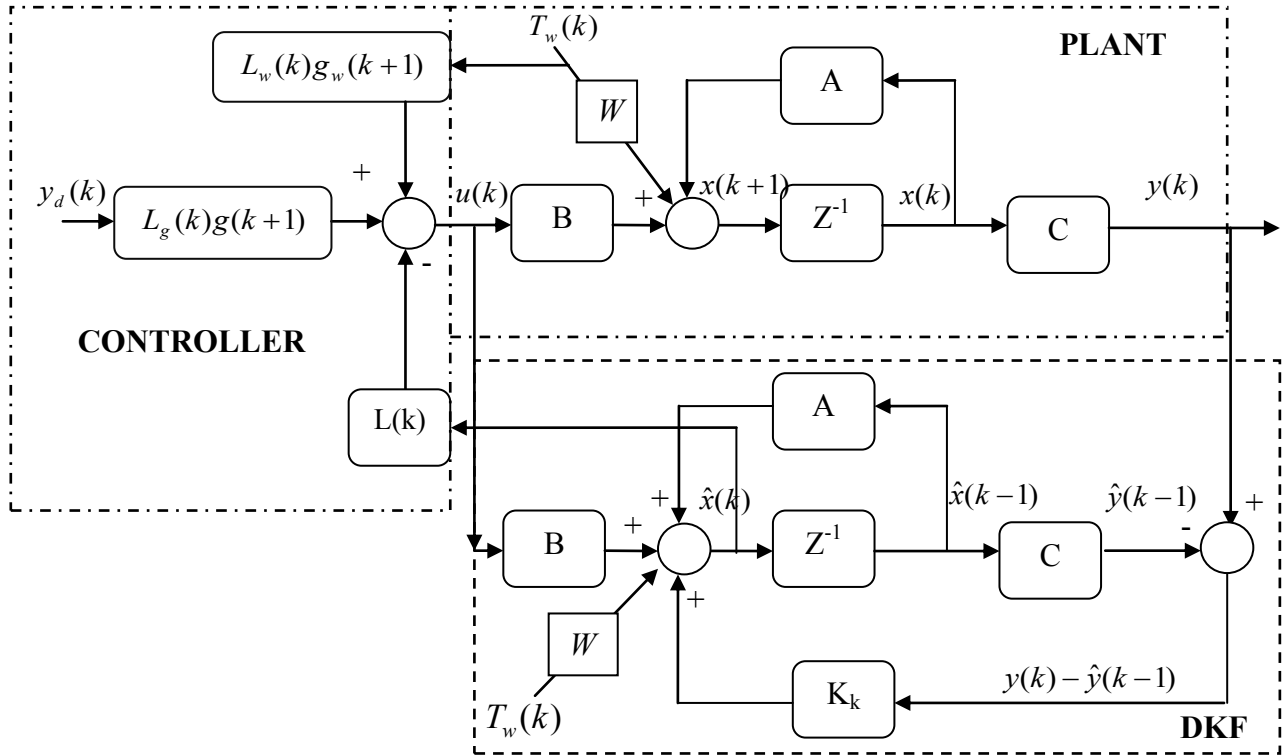 T_w(k)
PLANT
L_w(k)g_w(k+1)
A
W
y_d(k)
+
L_g(k)g(k+1)
u(k)
B
+
x(k+1)
Z^{-1}
x(k)
C
y(k)
-
CONTROLLER
L(k)
A
+
x̂(k)
x̂(k−1)
ŷ(k−1)
+
B
+
Z^{-1}
C
-
W
+
T_w(k)
K_k
y(k) − ŷ(k−1)
DKF